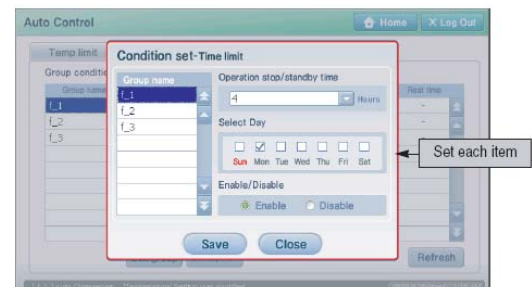 Auto Control
Home
X Log Out
Temp limit
Condition set-Time limit
Group name
f_1
f_2
f_3
Operation stop/standby time
4
Hours
Select Day
Sun Mon Tue Wed Thu Fri Sat
Enable/Disable
Enable
Disable
Save
Close
Set each item
Group name
f_1
f_2
f_3
Rest time
Refresh